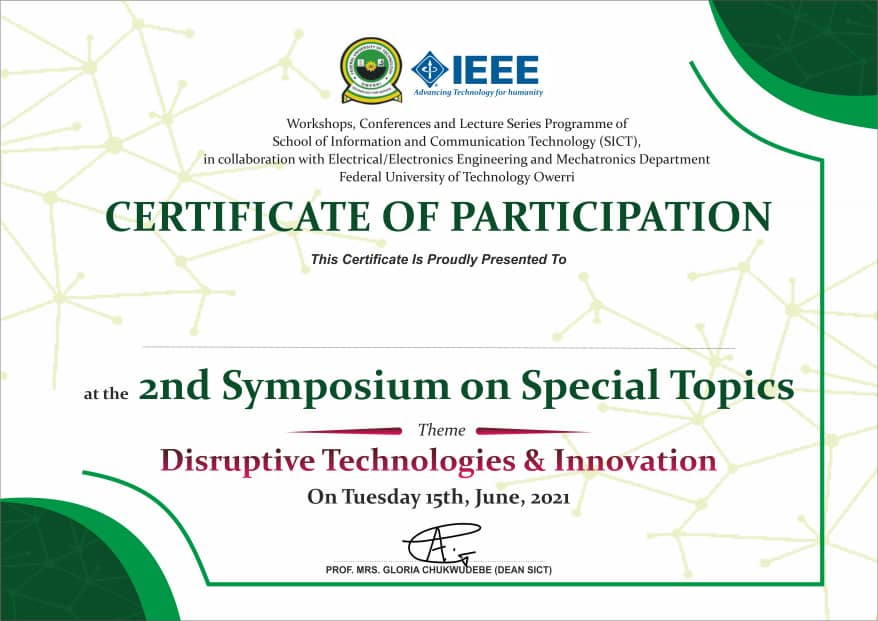 IEEE
Advancing Technology for humanity
Workshops, Conferences and Lecture Series Programme of
School of Information and Communication Technology (SICT),
in collaboration with Electrical/Electronics Engineering and Mechatronics Department
Federal University of Technology Owerri
CERTIFICATE OF PARTICIPATION
This Certificate Is Proudly Presented To
at the 2nd Symposium on Special Topics
Theme
Disruptive Technologies & Innovation
On Tuesday 15th, June, 2021
PROF. MRS. GLORIA CHUKWUDEBE (DEAN SICT)